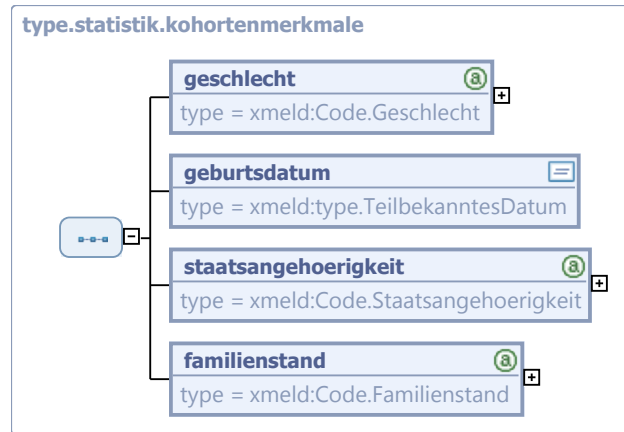 type.statistik.kohortenmerkmale
geschlecht
type = xmeld:Code.Geschlecht
geburtsdatum
type = xmeld:type.TeilbekanntesDatum
staatsangehoerigkeit
type = xmeld:Code.Staatsangehoerigkeit
familienstand
type = xmeld:Code.Familienstand